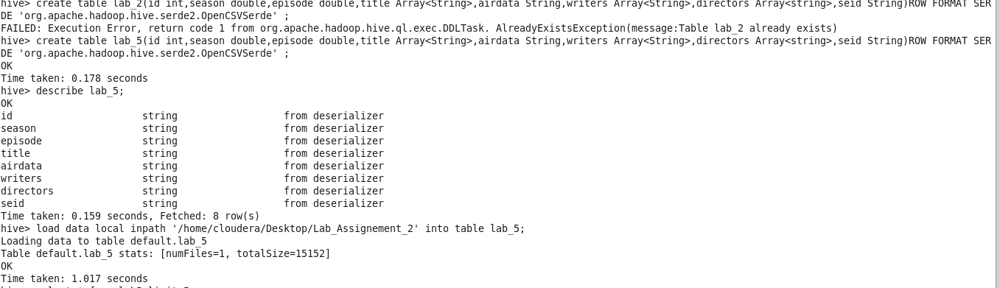 hive> create table lab_2(id int,season double,episode double,title Array<String>,airdata String,writers Array<String>,directors Array<string>,seid String)ROW FORMAT SER
DE 'org.apache.hadoop.hive.serde2.OpenCSVSerde' ;
FAILED: Execution Error, return code 1 from org.apache.hadoop.hive.ql.exec.DDLTask. AlreadyExistsException(message:Table lab_2 already exists)
hive> create table lab_5(id int,season double,episode double,title Array<String>,airdata String,writers Array<String>,directors Array<string>,seid String)ROW FORMAT SER
DE 'org.apache.hadoop.hive.serde2.OpenCSVSerde' ;
OK
Time taken: 0.178 seconds
hive> describe lab_5;
OK
id string from deserializer
season string from deserializer
episode string from deserializer
title string from deserializer
airdata string from deserializer
writers string from deserializer
directors string from deserializer
seid string from deserializer
Time taken: 0.159 seconds, Fetched: 8 row(s)
hive> load data local inpath '/home/cloudera/Desktop/Lab_Assignement_2' into table lab_5;
Loading data to table default.lab_5
Table default.lab_5 stats: [numFiles=1, totalSize=15152]
OK
Time taken: 1.017 seconds